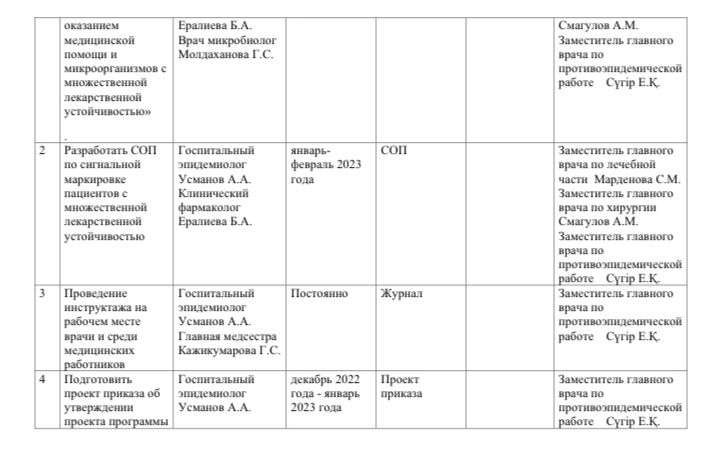 оказанием
медицинской
помощи и
микроорганизмов с
множественной
лекарственной
устойчивостью»
.
Ералиева Б.А.
Врач микробиолог
Молдаханова Г.С.
Смагулов А.М.
Заместитель главного
врача по
противоэпидемической
работе Сүгір Е.Қ.
2
Разработать СОП
по сигнальной
маркировке
пациентов с
множественной
лекарственной
устойчивостью
Госпитальный
эпидемиолог
Усманов А.А.
Клинический
фармаколог
Ералиева Б.А.
январь-
февраль 2023
года
СОП
Заместитель главного
врача по лечебной
части Марденова С.М.
Заместитель главного
врача по хирургии
Смагулов А.М.
Заместитель главного
врача по
противоэпидемической
работе Сүгір Е.Қ.
3
Проведение
инструктажа на
рабочем месте
врачи и среди
медицинских
работников
Госпитальный
эпидемиолог
Усманов А.А.
Главная медсестра
Кажикумарова Г.С.
Постоянно
Журнал
Заместитель главного
врача по
противоэпидемической
работе Сүгір Е.Қ.
4
Подготовить
проект приказа об
утверждении
проекта программы
Госпитальный
эпидемиолог
Усманов А.А.
декабрь 2022
года - январь
2023 года
Проект
приказа
Заместитель главного
врача по
противоэпидемической
работе Сүгір Е.Қ.